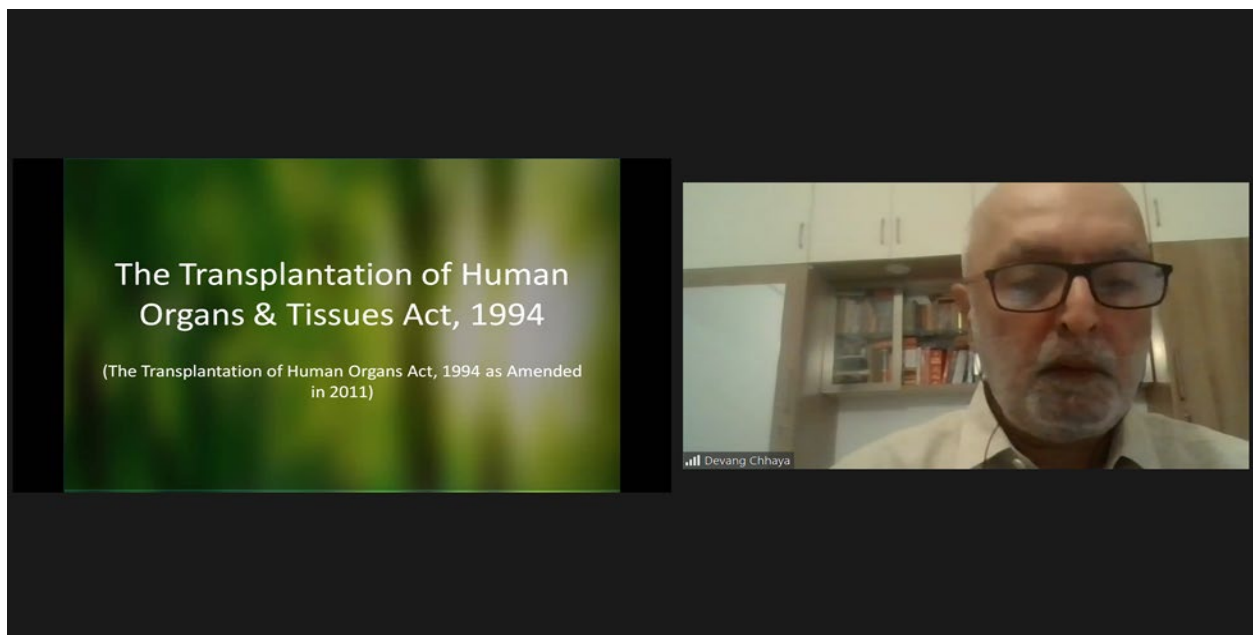 The Transplantation of Human
Organs & Tissues Act, 1994
(The Transplantation of Human Organs Act, 1994 as Amended
in 2011)
Devang Chhaya